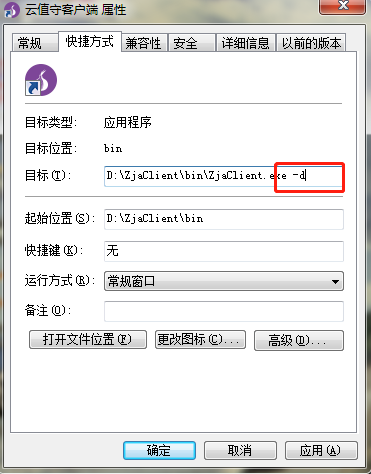 云值守客户端 属性
常规 快捷方式 兼容性 安全 详细信息 以前的版本
目标类型: 应用程序
目标位置: bin
目标(T): D:\ZjaClient\bin\ZjaClient.exe -d
起始位置(S): D:\ZjaClient\bin
快捷键(K): 无
运行方式(R): 常规窗口
备注(O):
打开文件位置(F) 更改图标(C)... 高级(D)...
确定 取消 应用(A)